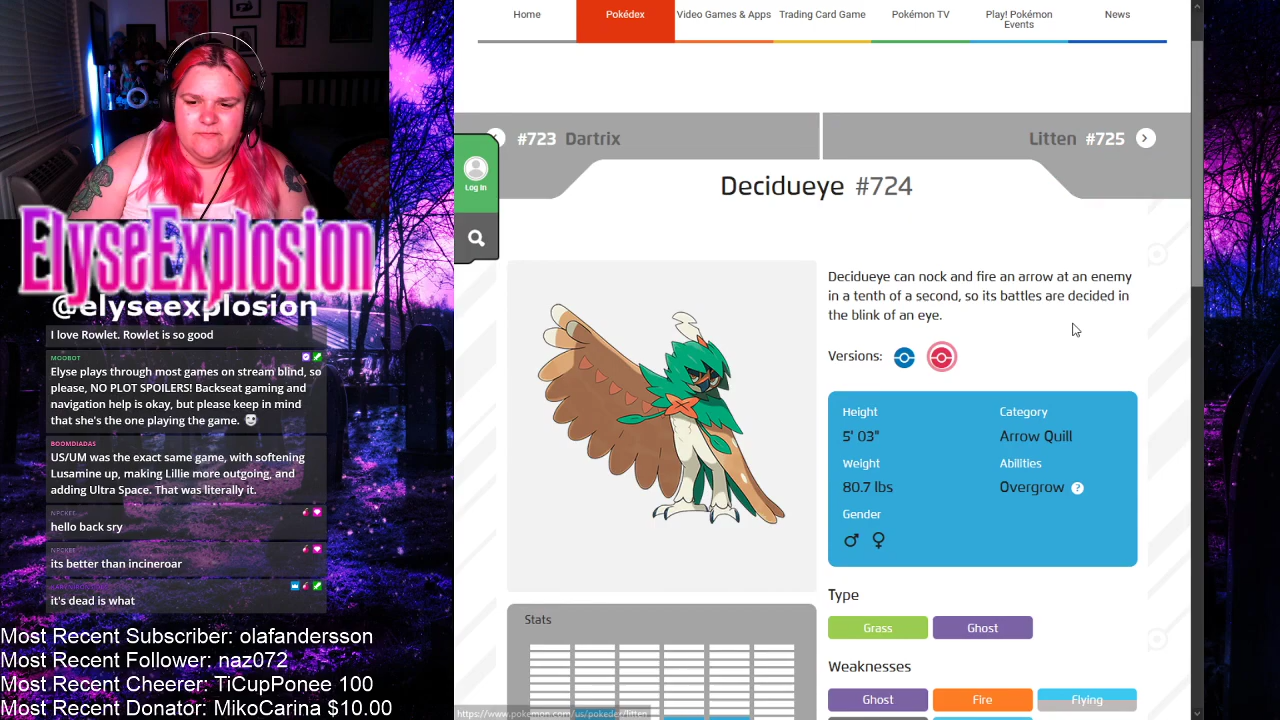 Home
Pokédex
Video Games & Apps
Trading Card Game
Pokémon TV
Play! Pokémon
Events
News
#723 Dartrix
Litten #725
Log In
Decidueye #724
Decidueye can nock and fire an arrow at an enemy
in a tenth of a second, so its battles are decided in
the blink of an eye.
Versions:
Height
5' 03"
Category
Arrow Quill
Weight
80.7 lbs
Abilities
Overgrow ?
Gender
Type
Grass
Ghost
Weaknesses
Ghost
Fire
Flying
Stats
https://www.pokemon.com/us/pokedex/litten
ElyseExplosion
@elyseexplosion
I love Rowlet. Rowlet is so good
MOOBOT
Elyse plays through most games on stream blind, so
please, NO PLOT SPOILERS! Backseat gaming and
navigation help is okay, but please keep in mind
that she's the one playing the game.
BOOMDIADAS
US/UM was the exact same game, with softening
Lusamine up, making Lillie more outgoing, and
adding Ultra Space. That was literally it.
hello back sry
its better than incineroar
it's dead is what
Most Recent Subscriber: olafandersson
Most Recent Follower: naz072
Most Recent Cheerer: TiCupPonee 100
Most Recent Donator: MikoCarina $10.00